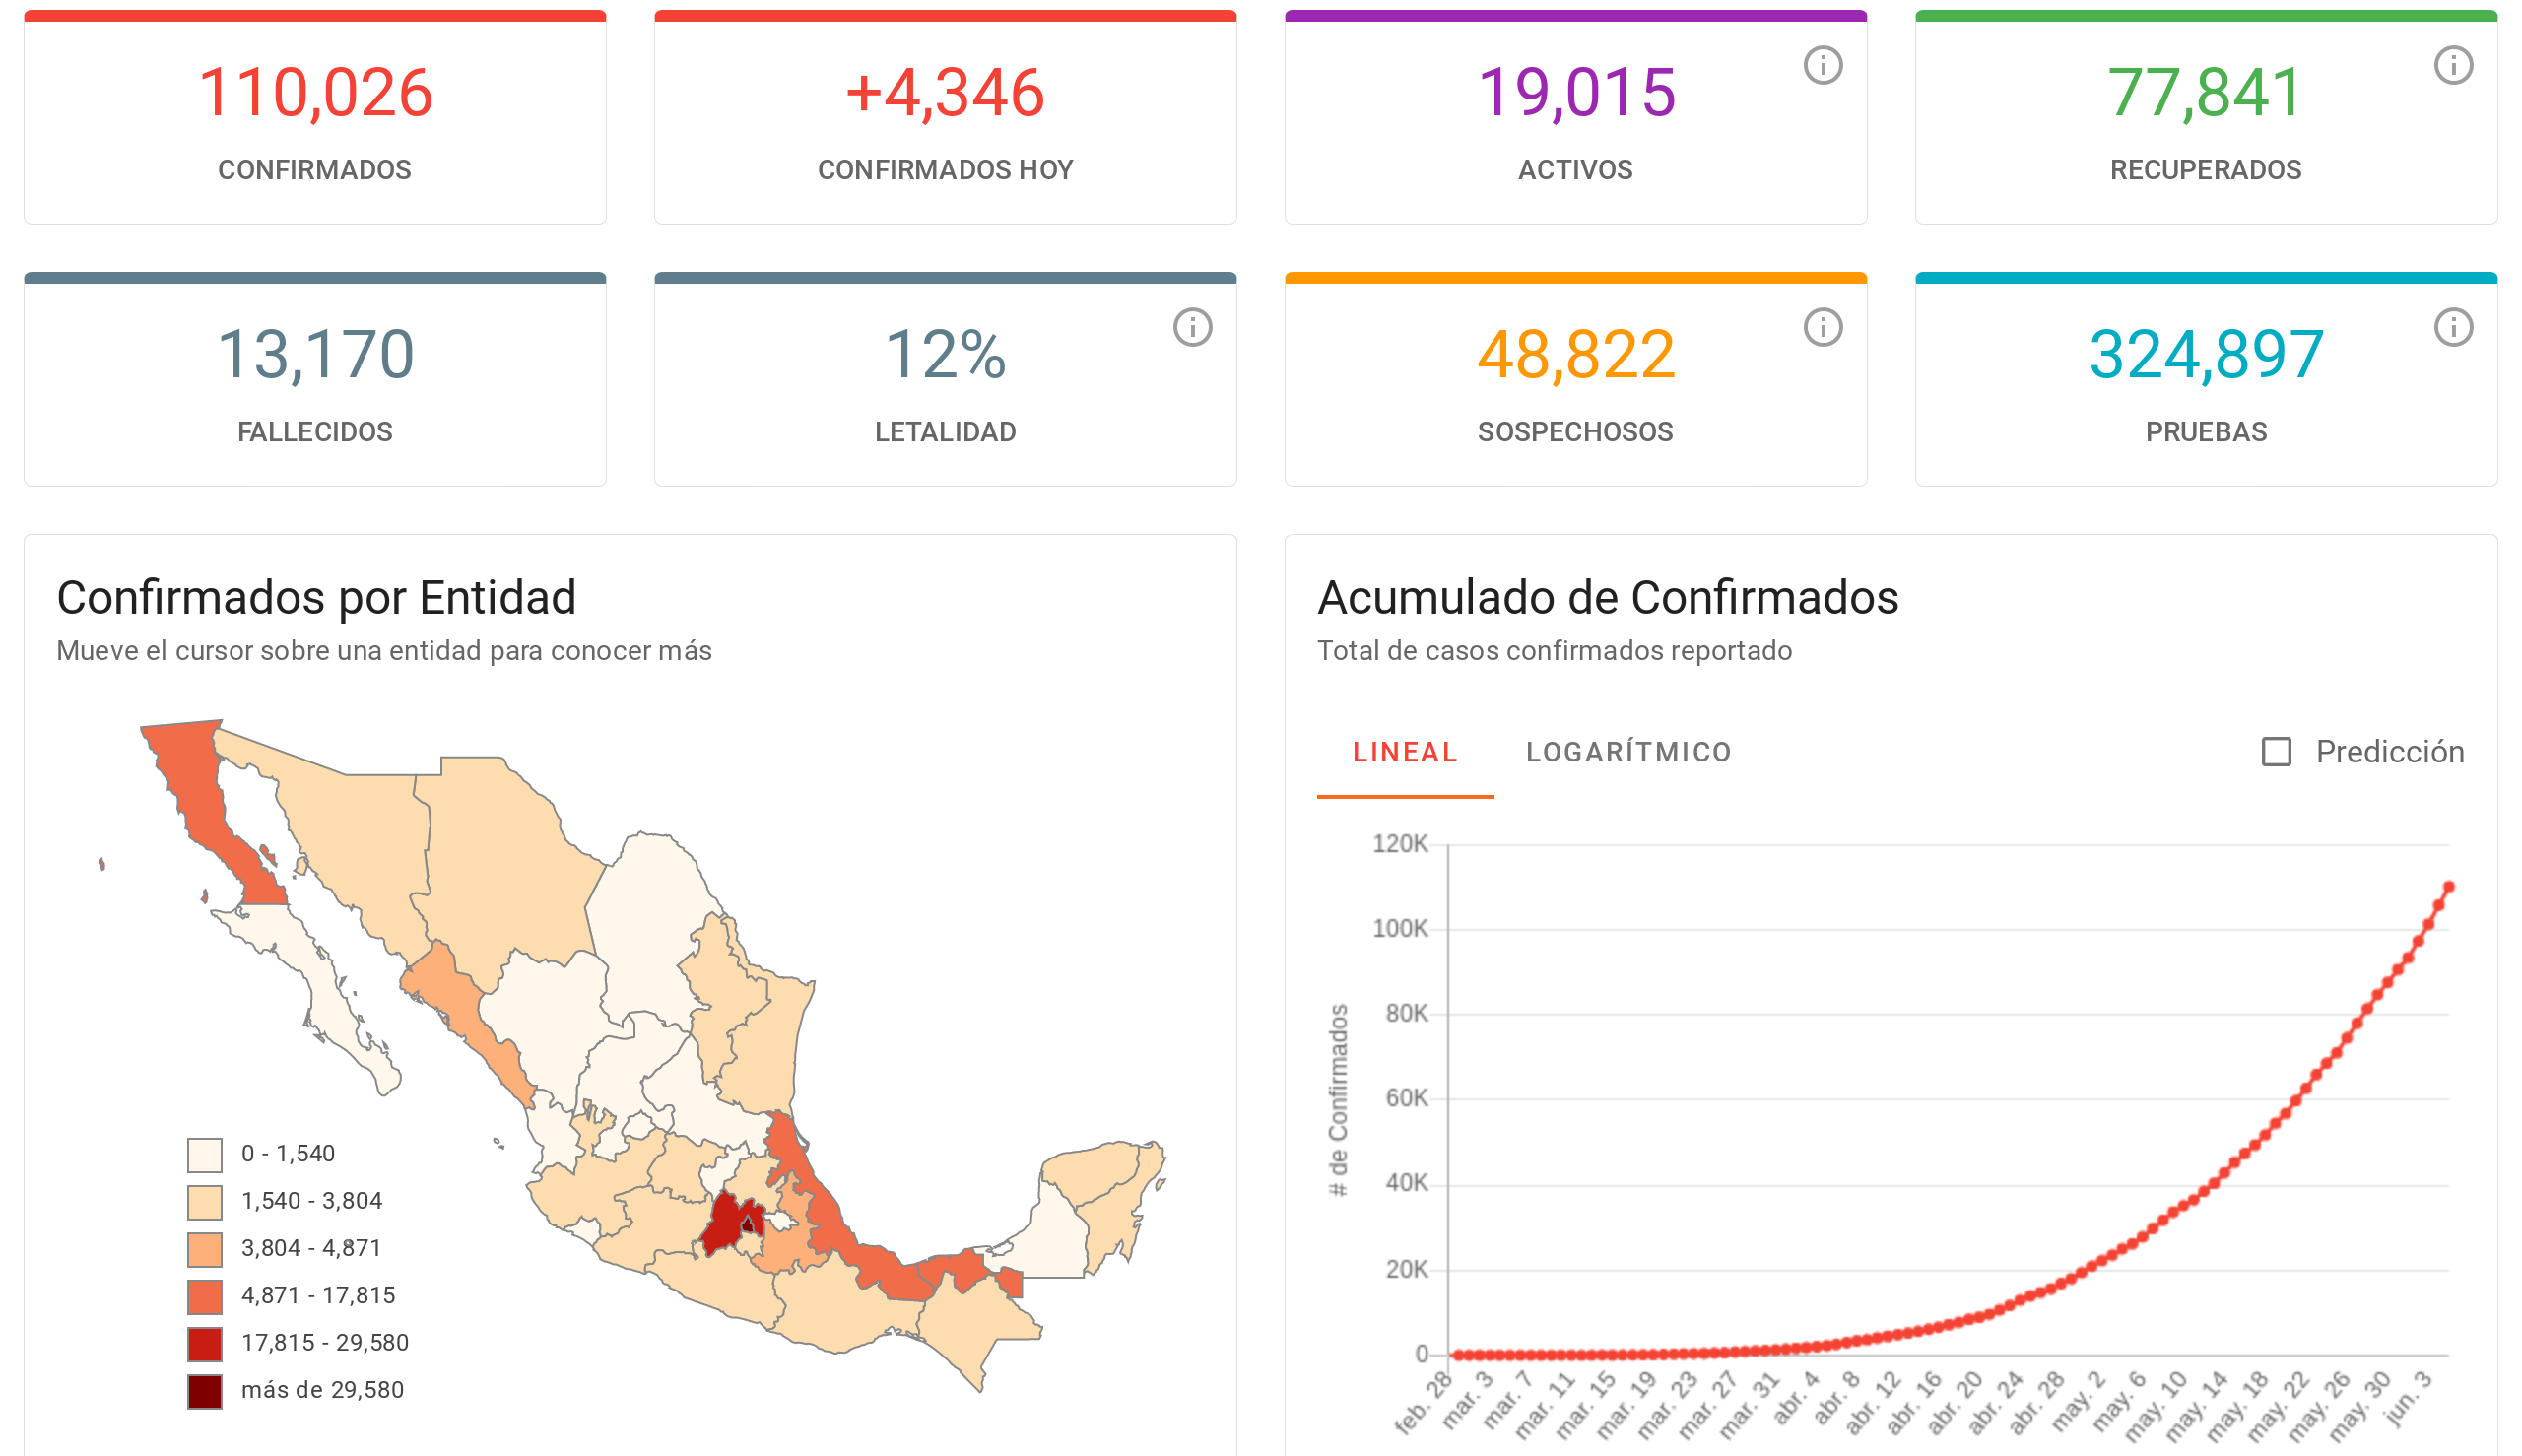 110,026
CONFIRMADOS
+4,346
CONFIRMADOS HOY
19,015
ACTIVOS
77,841
RECUPERADOS
13,170
FALLECIDOS
12%
LETALIDAD
48,822
SOSPECHOSOS
324,897
PRUEBAS
Confirmados por Entidad
Mueve el cursor sobre una entidad para conocer más
0 - 1,540
1,540 - 3,804
3,804 - 4,871
4,871 - 17,815
17,815 - 29,580
más de 29,580
Acumulado de Confirmados
Total de casos confirmados reportado
LINEAL
LOGARÍTMICO
Predicción
# de Confirmados
120K
100K
80K
60K
40K
20K
0
feb. 28
mar. 3
mar. 7
mar. 11
mar. 15
mar. 19
mar. 23
mar. 27
mar. 31
abr. 4
abr. 8
abr. 12
abr. 16
abr. 20
abr. 24
abr. 28
may. 2
may. 6
may. 10
may. 14
may. 18
may. 22
may. 26
may. 30
jun. 3